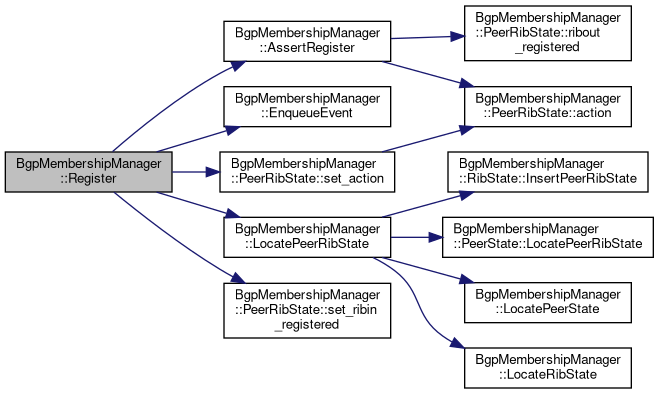 BgpMembershipManager
::Register
BgpMembershipManager
::AssertRegister
BgpMembershipManager
::EnqueueEvent
BgpMembershipManager
::PeerRibState::set_action
BgpMembershipManager
::LocatePeerRibState
BgpMembershipManager
::PeerRibState::set_ribin
_registered
BgpMembershipManager
::PeerRibState::ribout
_registered
BgpMembershipManager
::PeerRibState::action
BgpMembershipManager
::RibState::InsertPeerRibState
BgpMembershipManager
::PeerState::LocatePeerRibState
BgpMembershipManager
::LocatePeerState
BgpMembershipManager
::LocateRibState